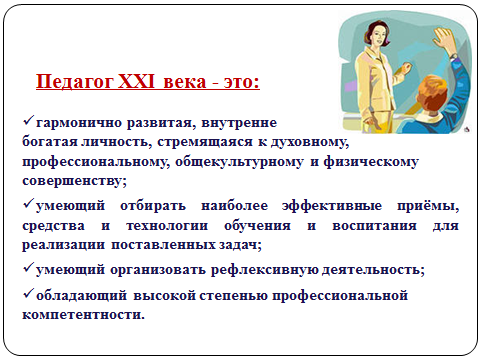 Педагог XXI века - это:
✓гармонично развитая, внутренне
богатая личность, стремящаяся к духовному,
профессиональному, общекультурному и физическому
совершенству;
✓умеющий отбирать наиболее эффективные приёмы,
средства и технологии обучения и воспитания для
реализации поставленных задач;
✓умеющий организовать рефлексивную деятельность;
✓обладающий высокой степенью профессиональной
компетентности.